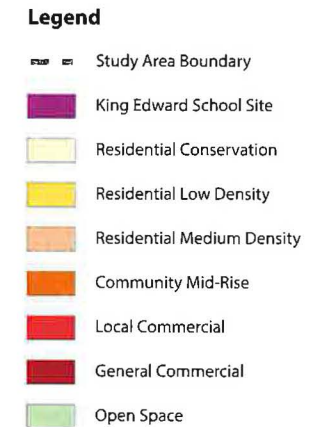 Legend
Study Area Boundary
King Edward School Site
Residential Conservation
Residential Low Density
Residential Medium Density
Community Mid-Rise
Local Commercial
General Commercial
Open Space